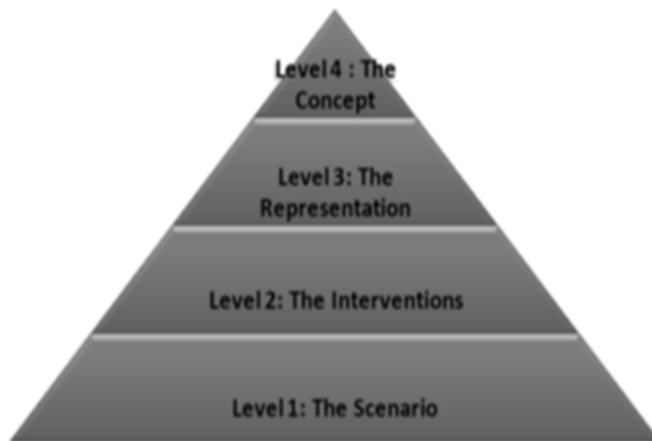 Level 4 : The
Concept
Level 3: The
Representation
Level 2: The Interventions
Level 1: The Scenario